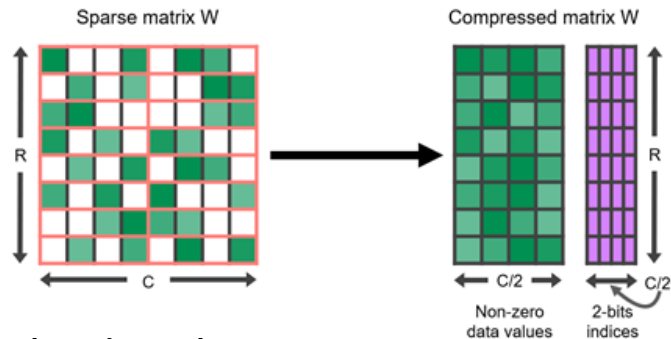 Sparse matrix W
Compressed matrix W
R
R
C
C/2
C/2
Non-zero
data values
2-bits
indices